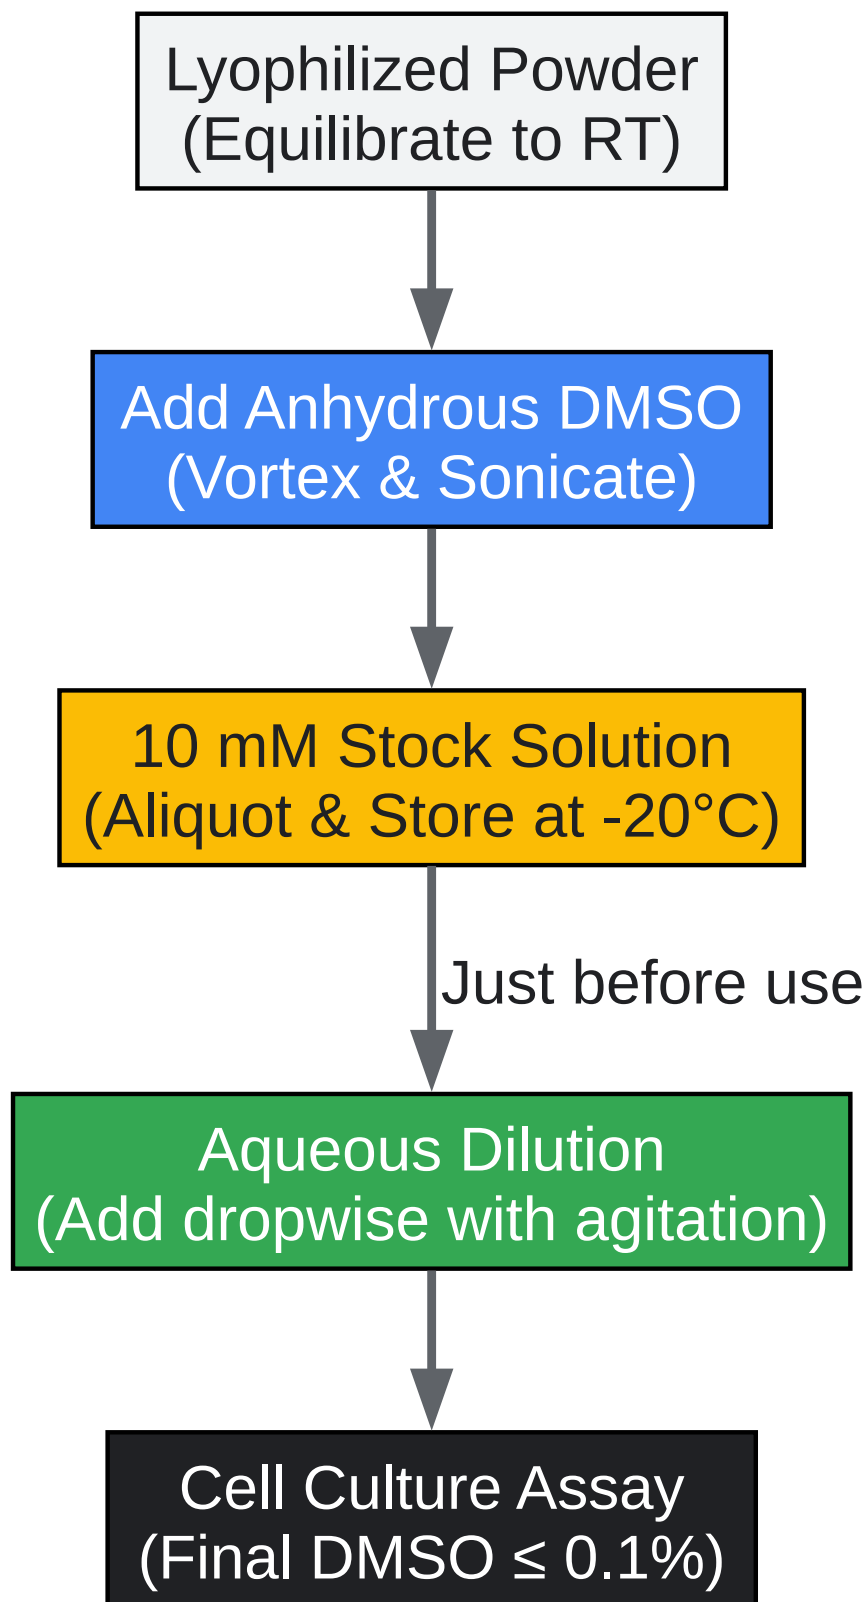 Lyophilized Powder
(Equilibrate to RT)
Add Anhydrous DMSO
(Vortex & Sonicate)
10 mM Stock Solution
(Aliquot & Store at -20°C)
Just before use
Aqueous Dilution
(Add dropwise with agitation)
Cell Culture Assay
(Final DMSO ≤ 0.1%)